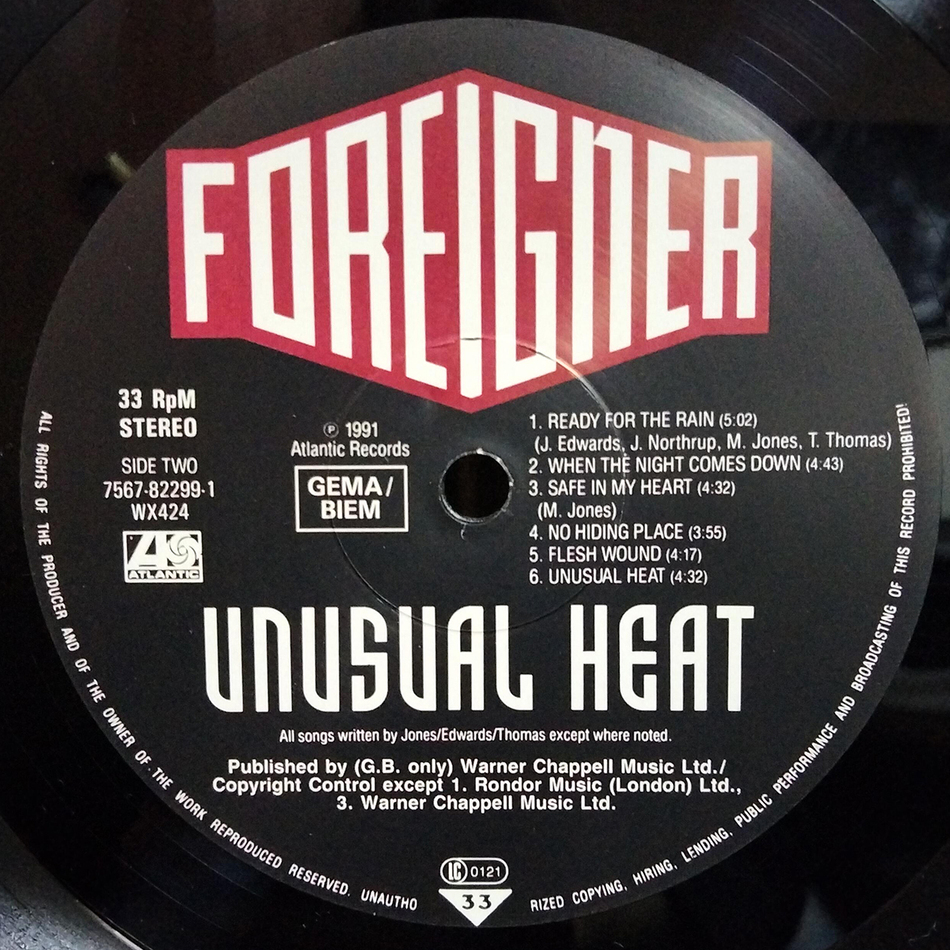 FOREIGNER
33 RpM
STEREO
SIDE TWO
7567-82299-1
WX424
ATLANTIC
℗ 1991
Atlantic Records
GEMA/
BIEM
1. READY FOR THE RAIN (5:02)
(J. Edwards, J. Northrup, M. Jones, T. Thomas)
2. WHEN THE NIGHT COMES DOWN (4:43)
3. SAFE IN MY HEART (4:32)
(M. Jones)
4. NO HIDING PLACE (3:55)
5. FLESH WOUND (4:17)
6. UNUSUAL HEAT (4:32)
UNUSUAL HEAT
All songs written by Jones/Edwards/Thomas except where noted.
Published by (G.B. only) Warner Chappell Music Ltd./
Copyright Control except 1. Rondor Music (London) Ltd.,
3. Warner Chappell Music Ltd.
LC 0121
33
ALL RIGHTS OF THE PRODUCER AND OF THE OWNER OF THE WORK REPRODUCED RESERVED. UNAUTHO
RIZED COPYING, HIRING, LENDING, PUBLIC PERFORMANCE AND BROADCASTING OF THIS RECORD PROHIBITED!